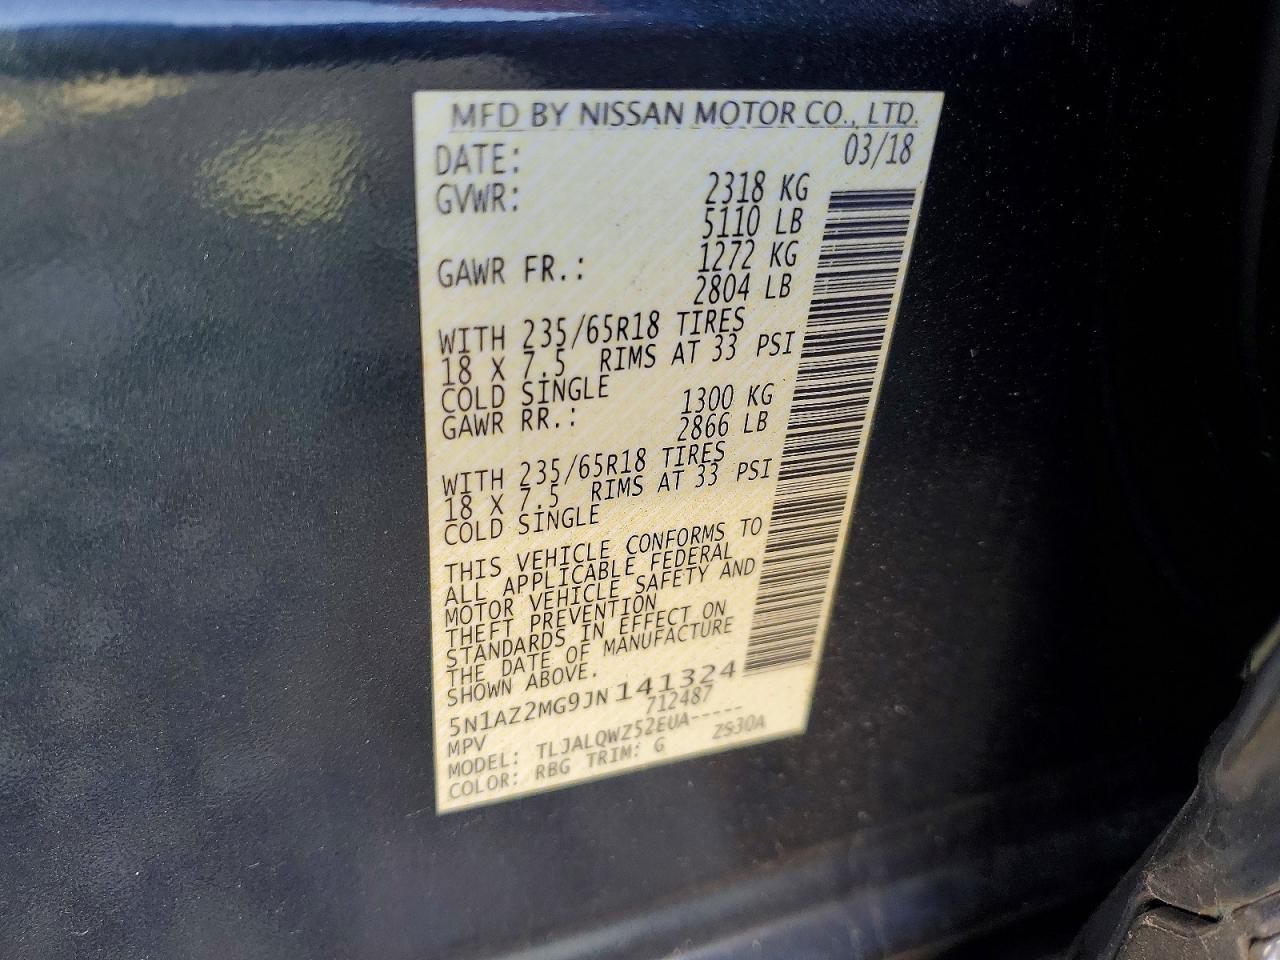 MFD BY NISSAN MOTOR CO., LTD.
DATE: 03/18
GVWR: 2318 KG
5110 LB
GAWR FR.: 1272 KG
2804 LB
WITH 235/65R18 TIRES
18 X 7.5 RIMS AT 33 PSI
COLD SINGLE
GAWR RR.: 1300 KG
2866 LB
WITH 235/65R18 TIRES
18 X 7.5 RIMS AT 33 PSI
COLD SINGLE
THIS VEHICLE CONFORMS TO
ALL APPLICABLE FEDERAL
MOTOR VEHICLE SAFETY AND
THEFT PREVENTION
STANDARDS IN EFFECT ON
THE DATE OF MANUFACTURE
SHOWN ABOVE.
5N1AZ2MG9JN141324
MPV 712487
MODEL: TLJALQWZ52EUA-----
COLOR: RBG TRIM: G ZS30A